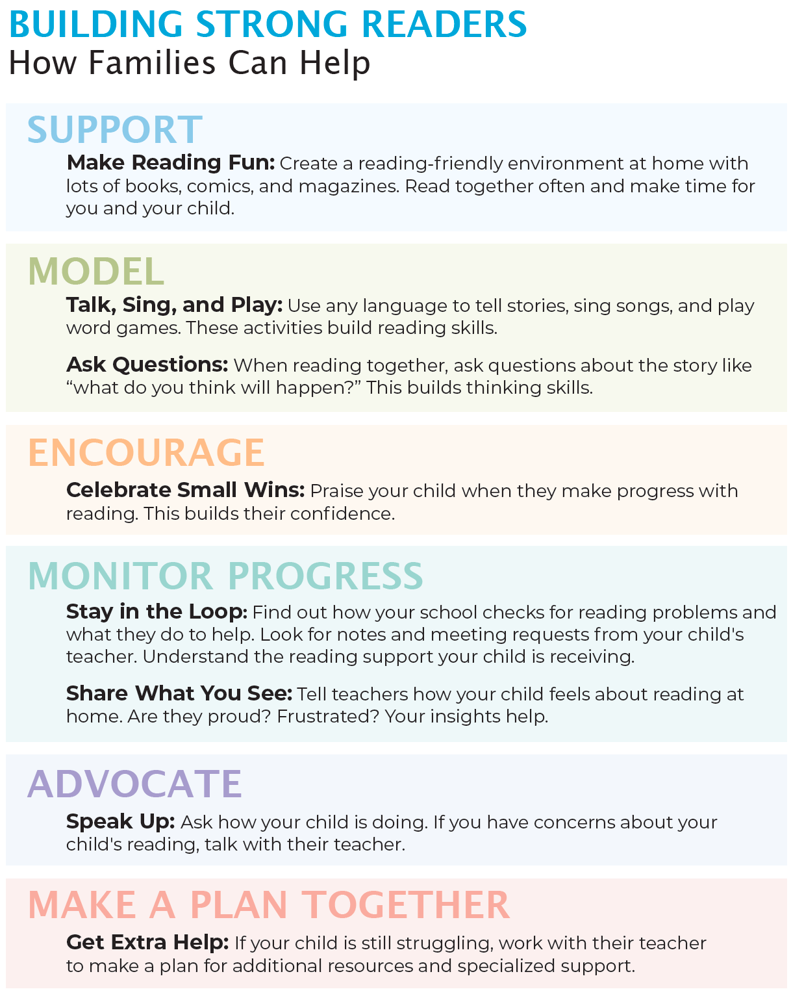 BUILDING STRONG READERS
How Families Can Help
SUPPORT
Make Reading Fun: Create a reading-friendly environment at home with
lots of books, comics, and magazines. Read together often and make time for
you and your child.
MODEL
Talk, Sing, and Play: Use any language to tell stories, sing songs, and play
word games. These activities build reading skills.
Ask Questions: When reading together, ask questions about the story like
“what do you think will happen?” This builds thinking skills.
ENCOURAGE
Celebrate Small Wins: Praise your child when they make progress with
reading. This builds their confidence.
MONITOR PROGRESS
Stay in the Loop: Find out how your school checks for reading problems and
what they do to help. Look for notes and meeting requests from your child's
teacher. Understand the reading support your child is receiving.
Share What You See: Tell teachers how your child feels about reading at
home. Are they proud? Frustrated? Your insights help.
ADVOCATE
Speak Up: Ask how your child is doing. If you have concerns about your
child's reading, talk with their teacher.
MAKE A PLAN TOGETHER
Get Extra Help: If your child is still struggling, work with their teacher
to make a plan for additional resources and specialized support.